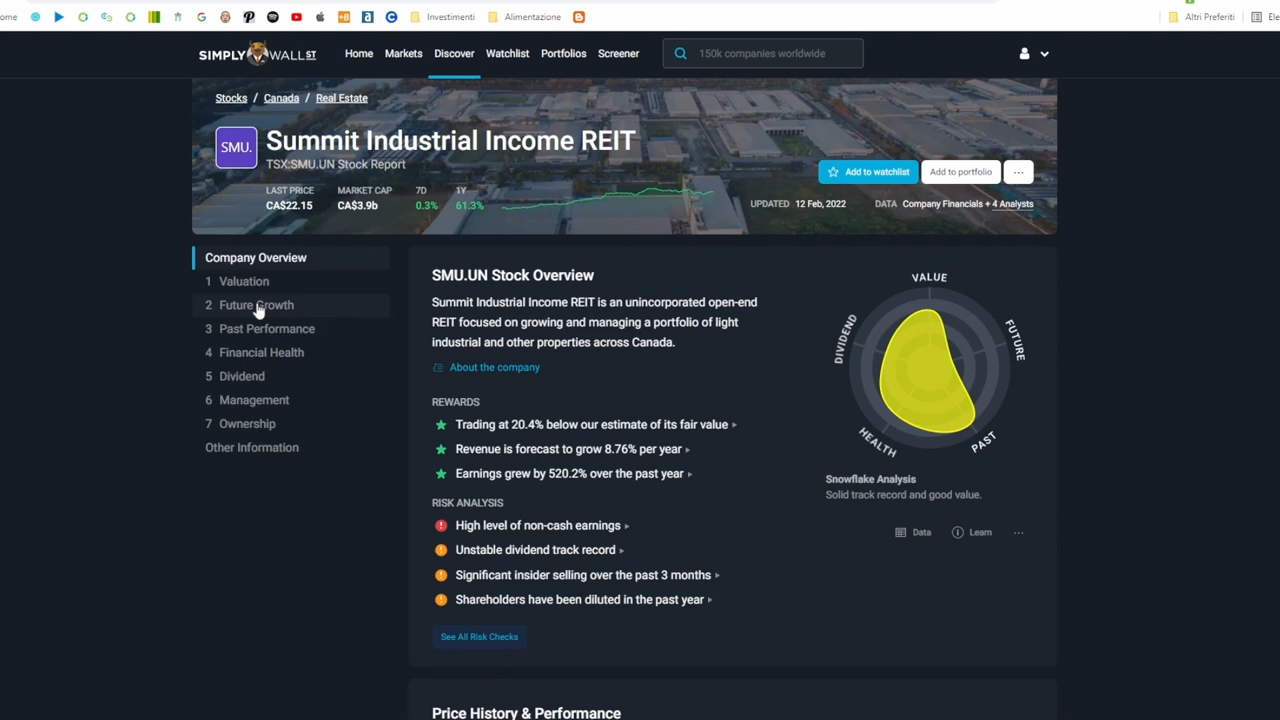 ome
Investimenti
Alimentazione
Altri Preferiti
Ele
SIMPLY WALL ST
Home
Markets
Discover
Watchlist
Portfolios
Screener
150k companies worldwide
Stocks / Canada / Real Estate
SMU.
Summit Industrial Income REIT
TSX:SMU.UN Stock Report
Add to watchlist
Add to portfolio
...
LAST PRICE
CA$22.15
MARKET CAP
CA$3.9b
7D
0.3%
1Y
61.3%
UPDATED 12 Feb, 2022
DATA Company Financials + 4 Analysts
Company Overview
1 Valuation
2 Future Growth
3 Past Performance
4 Financial Health
5 Dividend
6 Management
7 Ownership
Other Information
SMU.UN Stock Overview
Summit Industrial Income REIT is an unincorporated open-end
REIT focused on growing and managing a portfolio of light
industrial and other properties across Canada.
About the company
REWARDS
Trading at 20.4% below our estimate of its fair value
Revenue is forecast to grow 8.76% per year
Earnings grew by 520.2% over the past year
RISK ANALYSIS
High level of non-cash earnings
Unstable dividend track record
Significant insider selling over the past 3 months
Shareholders have been diluted in the past year
See All Risk Checks
VALUE
FUTURE
PAST
HEALTH
DIVIDEND
Snowflake Analysis
Solid track record and good value.
Data
Learn
...
Price History & Performance